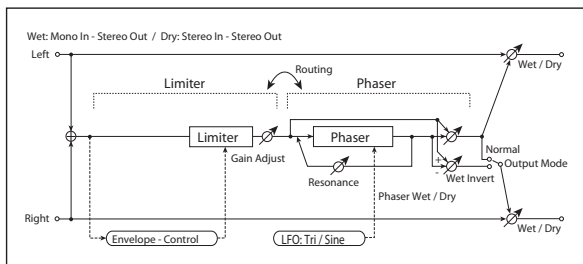 Wet: Mono In - Stereo Out / Dry: Stereo In - Stereo Out
Left
Wet / Dry
Routing
Limiter
Phaser
Limiter
Phaser
Gain Adjust
Resonance
+
-
Wet Invert
Normal
Output Mode
Phaser Wet / Dry
Right
Envelope - Control
LFO: Tri / Sine
Wet / Dry